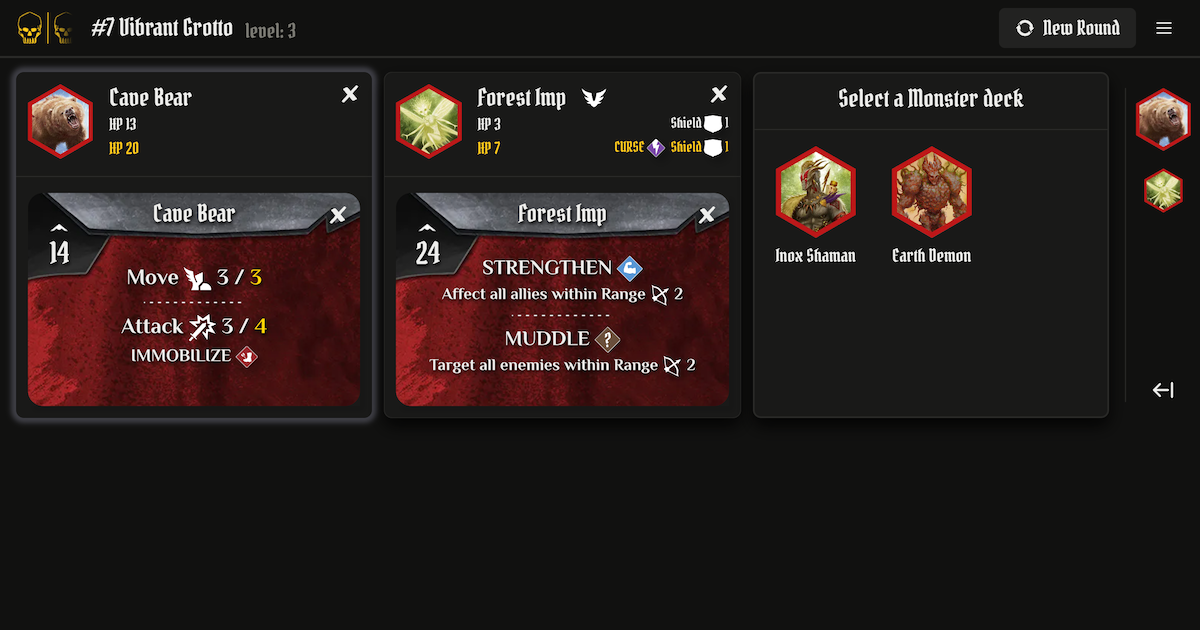 #7 Vibrant Grotto level: 3
New Round
Cave Bear
HP 13
HP 20
Cave Bear
14
Move 3 / 3
Attack 3 / 4
IMMOBILIZE
Forest Imp
HP 3 Shield 1
HP 7 CURSE Shield 1
Forest Imp
24
STRENGTHEN
Affect all allies within Range 2
MUDDLE ?
Target all enemies within Range 2
Select a Monster deck
Inox Shaman
Earth Demon